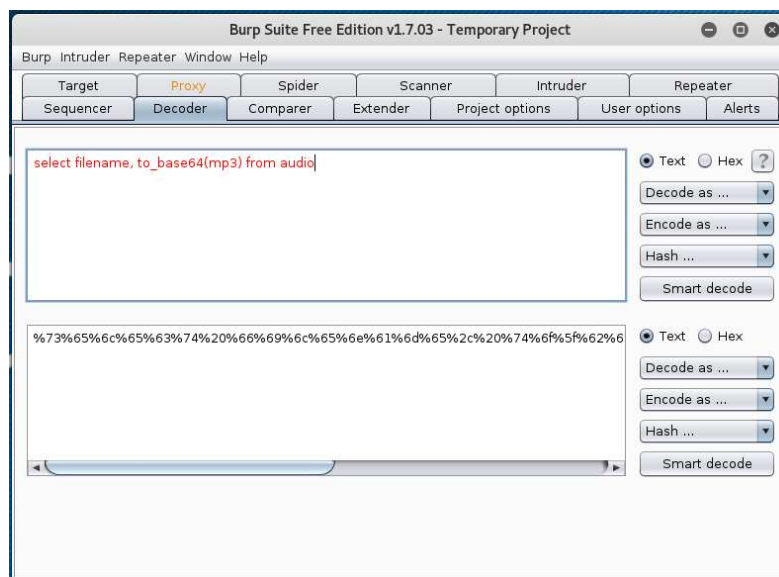 Burp Suite Free Edition v1.7.03 - Temporary Project
Burp Intruder Repeater Window Help
Target Proxy Spider Scanner Intruder Repeater
Sequencer Decoder Comparer Extender Project options User options Alerts
select filename, to_base64(mp3) from audio
Text Hex ?
Decode as ...
Encode as ...
Hash ...
Smart decode
%73%65%6c%65%63%74%20%66%69%6c%65%6e%61%6d%65%2c%20%74%6f%5f%62%6
Text Hex
Decode as ...
Encode as ...
Hash ...
Smart decode